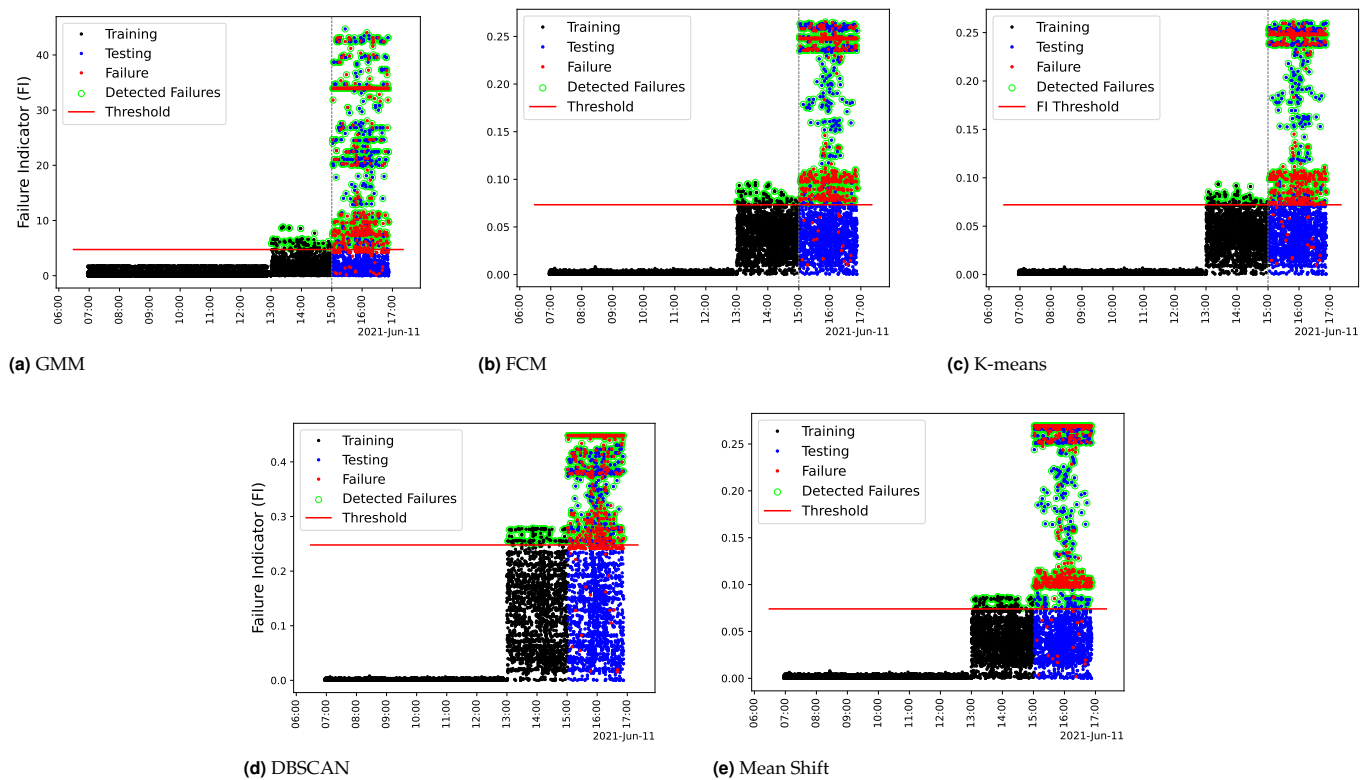 Training
Testing
Failure
Detected Failures
Threshold
Failure Indicator (FI)
40
30
20
10
0
06:00
07:00
08:00
09:00
10:00
11:00
12:00
13:00
14:00
15:00
16:00
17:00
2021-Jun-11
(a) GMM
Training
Testing
Failure
Detected Failures
Threshold
0.25
0.20
0.15
0.10
0.05
0.00
06:00
07:00
08:00
09:00
10:00
11:00
12:00
13:00
14:00
15:00
16:00
17:00
2021-Jun-11
(b) FCM
Training
Testing
Failure
Detected Failures
FI Threshold
0.25
0.20
0.15
0.10
0.05
0.00
06:00
07:00
08:00
09:00
10:00
11:00
12:00
13:00
14:00
15:00
16:00
17:00
2021-Jun-11
(c) K-means
Training
Testing
Failure
Detected Failures
Threshold
Failure Indicator (FI)
0.4
0.3
0.2
0.1
0.0
06:00
07:00
08:00
09:00
10:00
11:00
12:00
13:00
14:00
15:00
16:00
17:00
2021-Jun-11
(d) DBSCAN
Training
Testing
Failure
Detected Failures
Threshold
0.25
0.20
0.15
0.10
0.05
0.00
06:00
07:00
08:00
09:00
10:00
11:00
12:00
13:00
14:00
15:00
16:00
17:00
2021-Jun-11
(e) Mean Shift